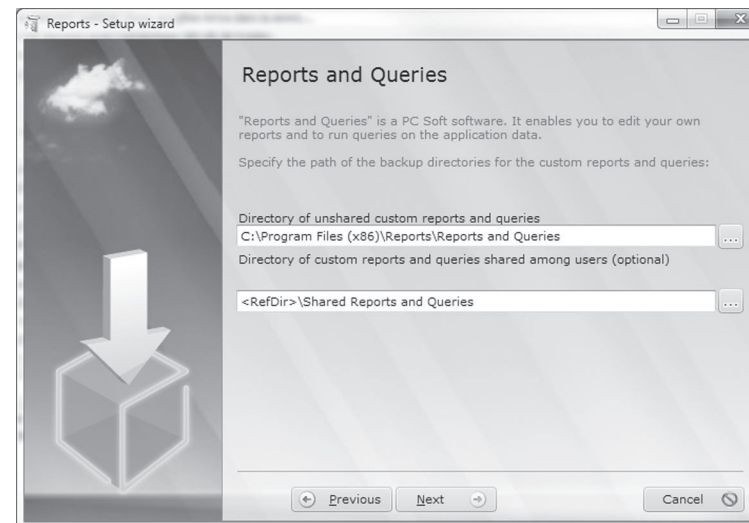 Reports - Setup wizard
Reports and Queries
"Reports and Queries" is a PC Soft software. It enables you to edit your own
reports and to run queries on the application data.
Specify the path of the backup directories for the custom reports and queries:
Directory of unshared custom reports and queries
C:\Program Files (x86)\Reports\Reports and Queries
...
Directory of custom reports and queries shared among users (optional)
<RefDir>\Shared Reports and Queries
...
Previous Next Cancel